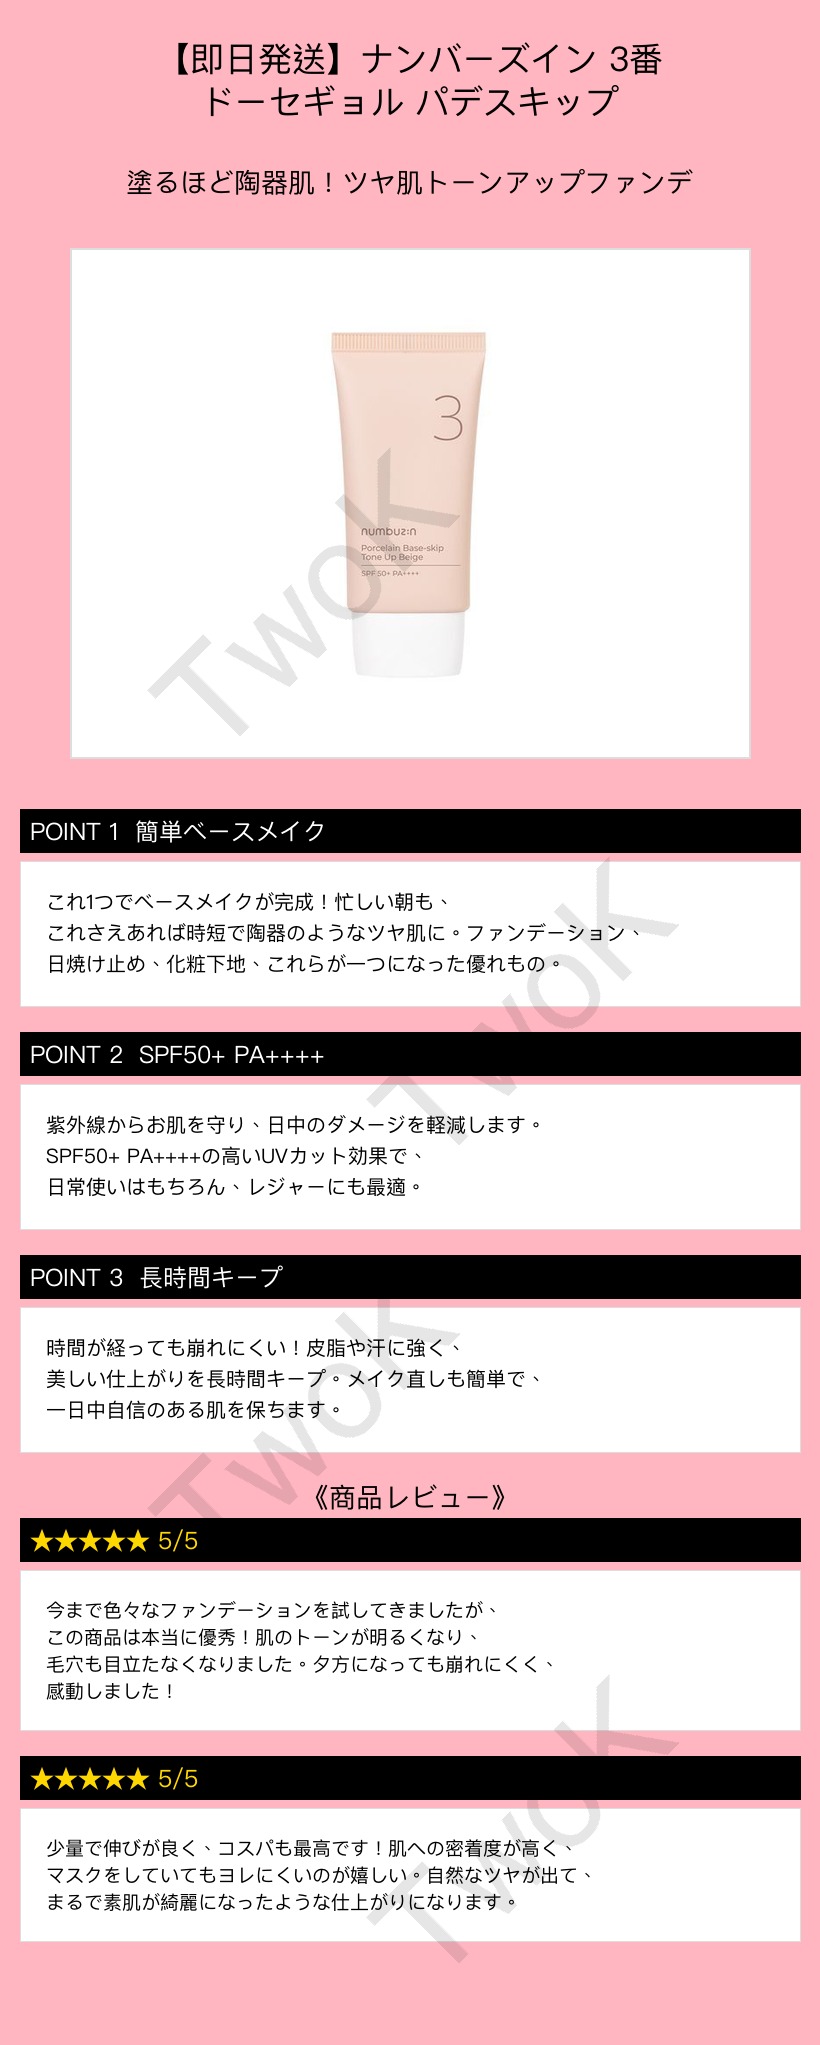 【即日発送】ナンバーズイン 3番
ドーセギョル パデスキップ
塗るほど陶器肌！ツヤ肌トーンアップファンデ
3
numbuz:n
Porcelain Base-skip
Tone Up Beige
SPF 50+ PA++++
TwoK
POINT 1 簡単ベースメイク
これ1つでベースメイクが完成！忙しい朝も、
これさえあれば時短で陶器のようなツヤ肌に。ファンデーション、
日焼け止め、化粧下地、これらが一つになった優れもの。
TwoK
POINT 2 SPF50+ PA++++
紫外線からお肌を守り、日中のダメージを軽減します。
SPF50+ PA++++の高いUVカット効果で、
日常使いはもちろん、レジャーにも最適。
POINT 3 長時間キープ
時間が経っても崩れにくい！皮脂や汗に強く、
美しい仕上がりを長時間キープ。メイク直しも簡単で、
一日中自信のある肌を保ちます。
TwoK
《商品レビュー》
★★★★★ 5/5
今まで色々なファンデーションを試してきましたが、
この商品は本当に優秀！肌のトーンが明るくなり、
毛穴も目立たなくなりました。夕方になっても崩れにくく、
感動しました！
★★★★★ 5/5
少量で伸びが良く、コスパも最高です！肌への密着度が高く、
マスクをしていてもヨレにくいのが嬉しい。自然なツヤが出て、
まるで素肌が綺麗になったような仕上がりになります。
TwoK